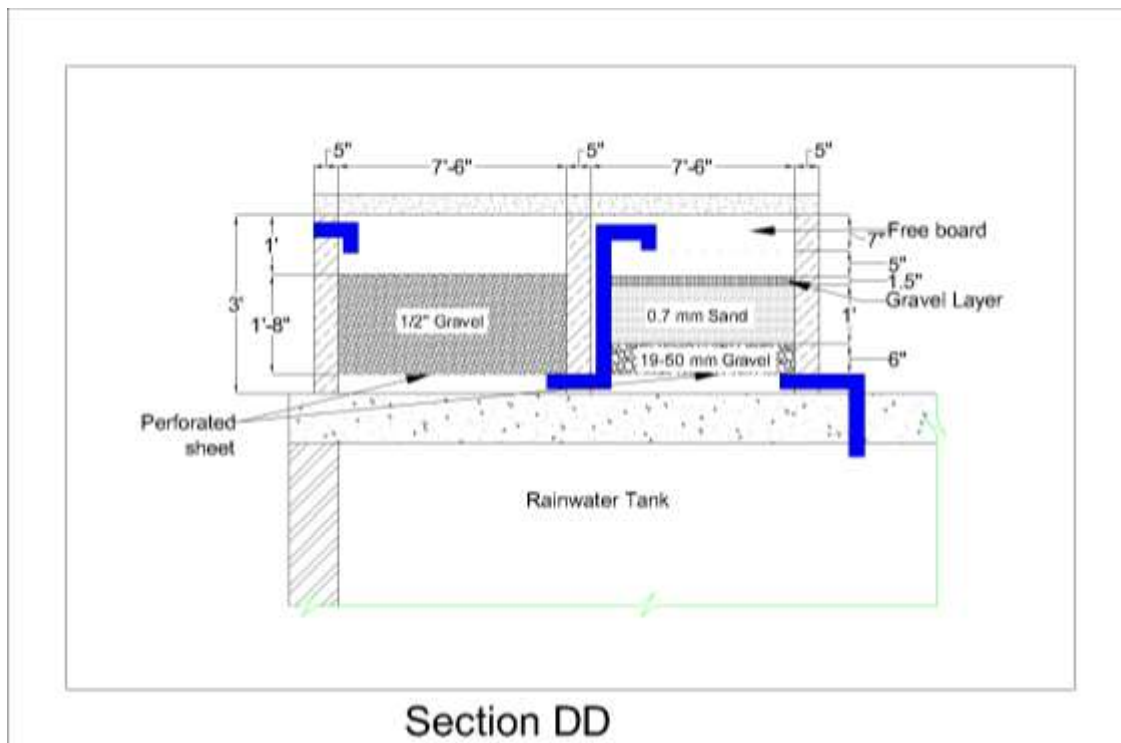 5" 5" 5"
7'-6" 7'-6"
1'
7"
Free board
5"
1.5"
Gravel Layer
3'
1'-8"
1/2" Gravel
0.7 mm Sand
1'
19-50 mm Gravel
6"
Perforated
sheet
Rainwater Tank
Section DD